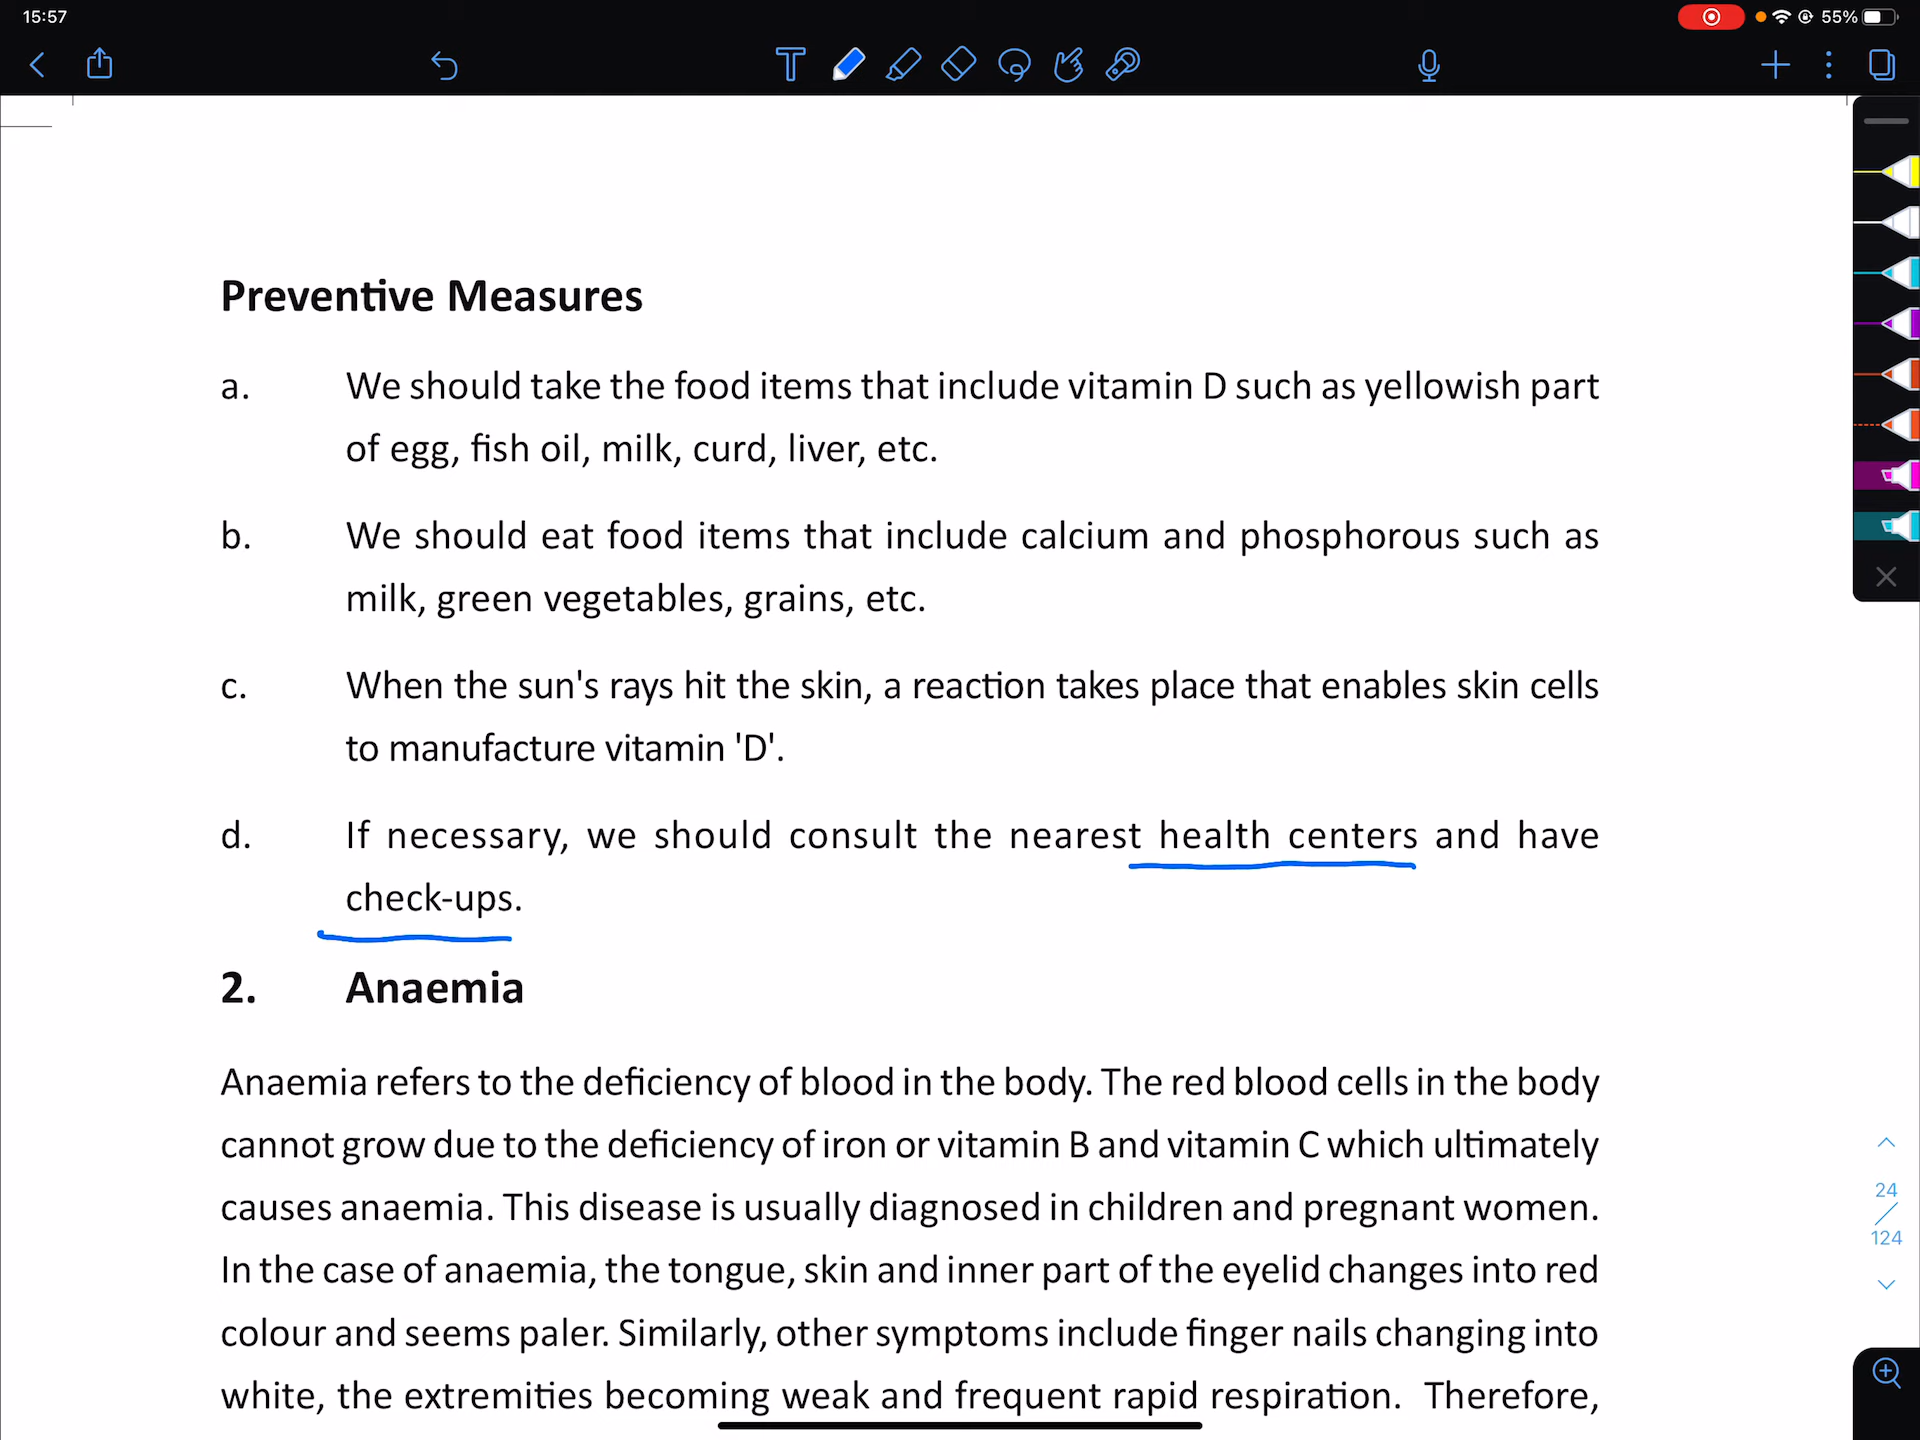 15:57
55%
Preventive Measures
a. We should take the food items that include vitamin D such as yellowish part
of egg, fish oil, milk, curd, liver, etc.
b. We should eat food items that include calcium and phosphorous such as
milk, green vegetables, grains, etc.
c. When the sun's rays hit the skin, a reaction takes place that enables skin cells
to manufacture vitamin 'D'.
d. If necessary, we should consult the nearest health centers and have
check-ups.
2. Anaemia
Anaemia refers to the deficiency of blood in the body. The red blood cells in the body
cannot grow due to the deficiency of iron or vitamin B and vitamin C which ultimately
causes anaemia. This disease is usually diagnosed in children and pregnant women.
In the case of anaemia, the tongue, skin and inner part of the eyelid changes into red
colour and seems paler. Similarly, other symptoms include finger nails changing into
white, the extremities becoming weak and frequent rapid respiration. Therefore,
24
/
124